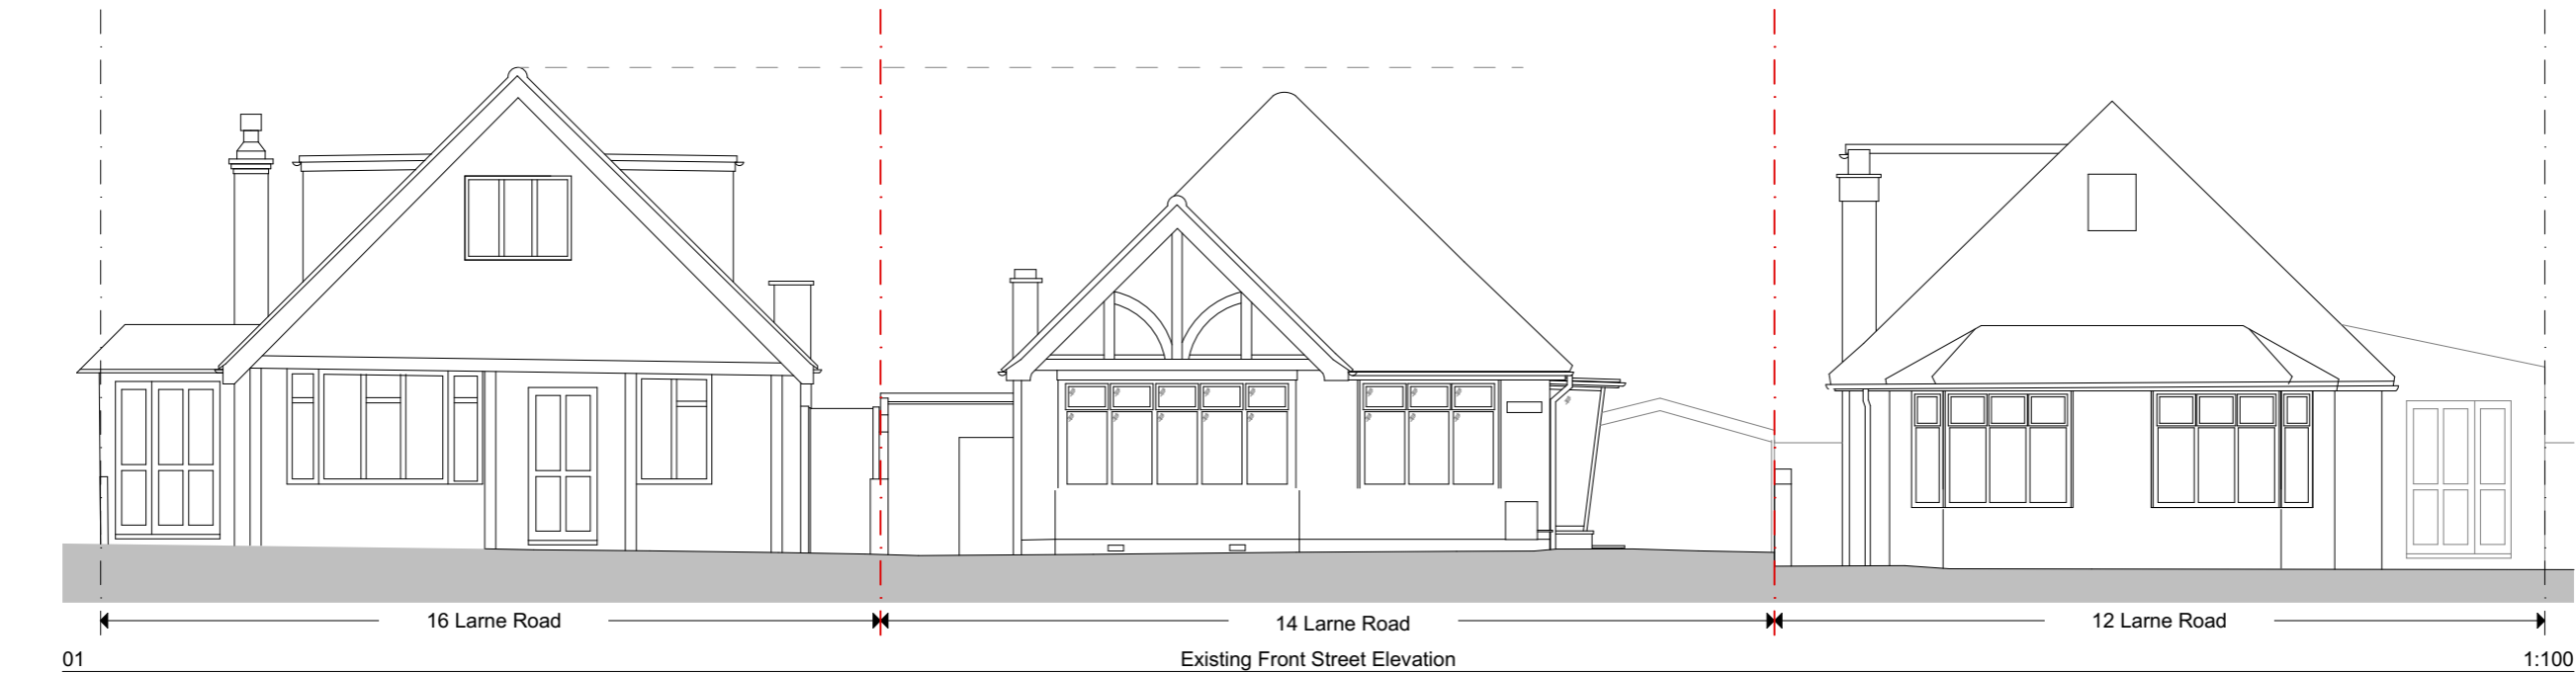 16 Larne Road
14 Larne Road
12 Larne Road
01 Existing Front Street Elevation 1:100